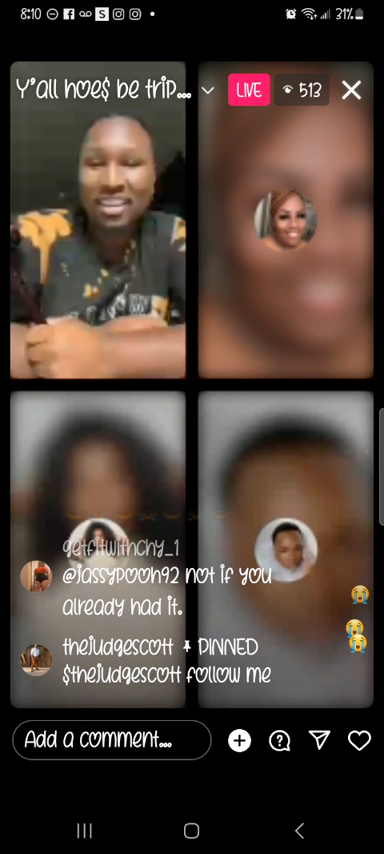 8:10
31%
Y'all hoe$ be trip...
LIVE
513
getfitwithchy_1
@jassypooh92 not if you
already had it.
thejudgescott PINNED
$thejudgescott follow me
Add a comment...